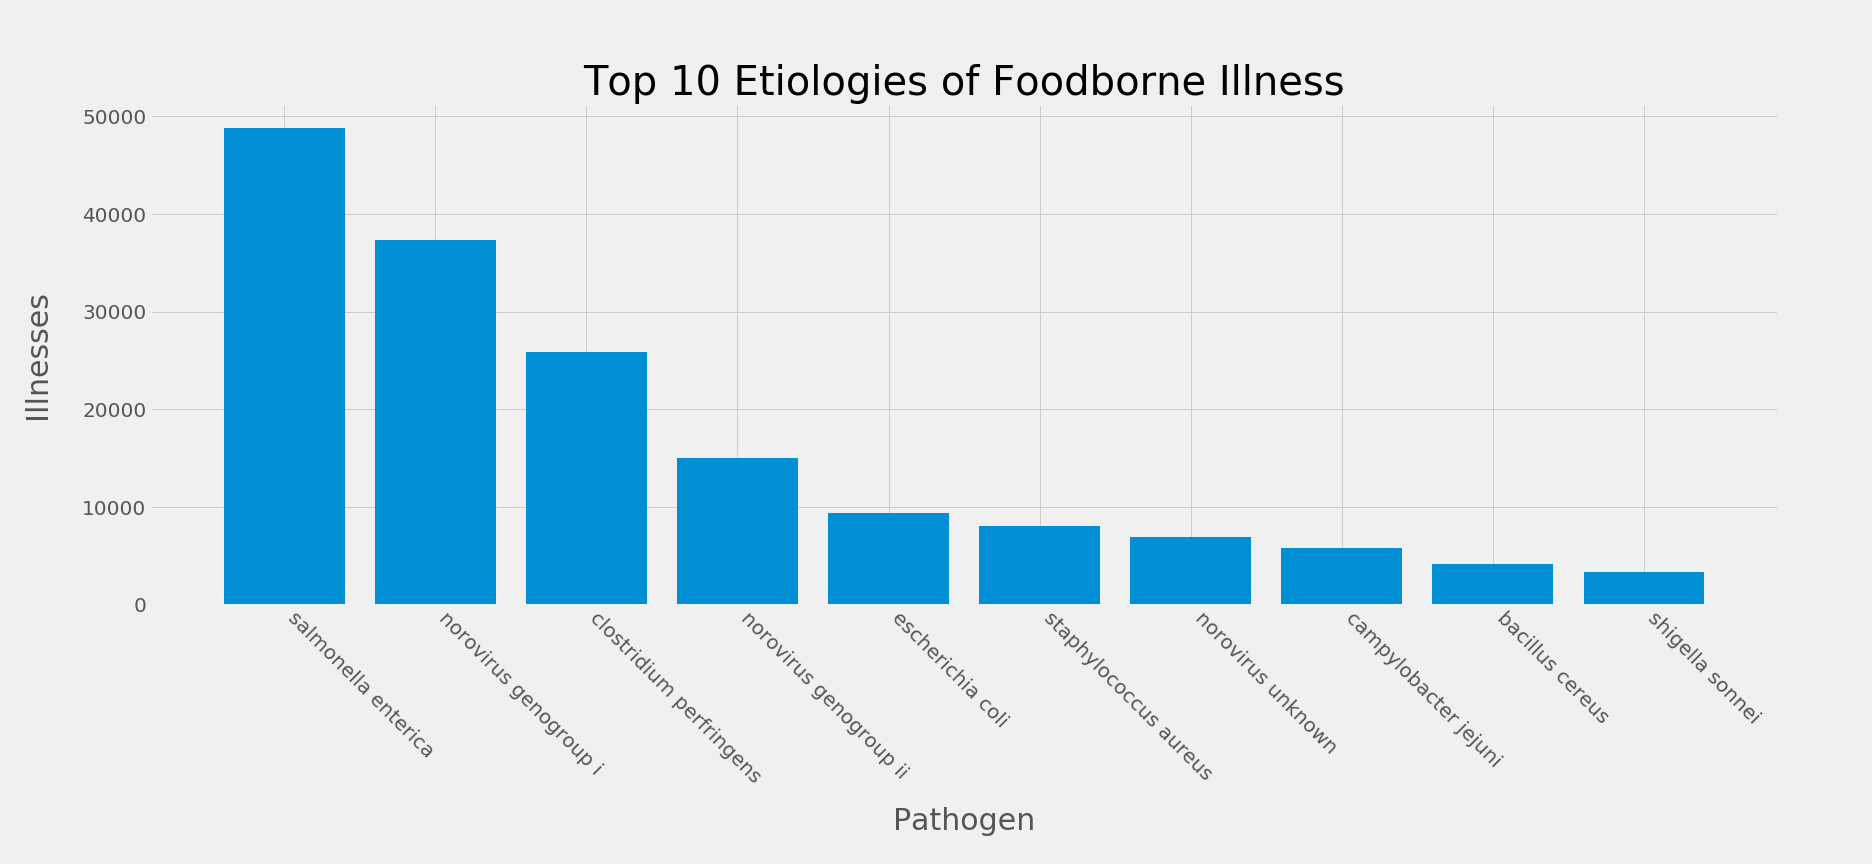 Top 10 Etiologies of Foodborne Illness
Illnesses
50000
40000
30000
20000
10000
0
salmonella enterica
norovirus genogroup i
clostridium perfringens
norovirus genogroup ii
escherichia coli
staphylococcus aureus
norovirus unknown
campylobacter jejuni
bacillus cereus
shigella sonnei
Pathogen